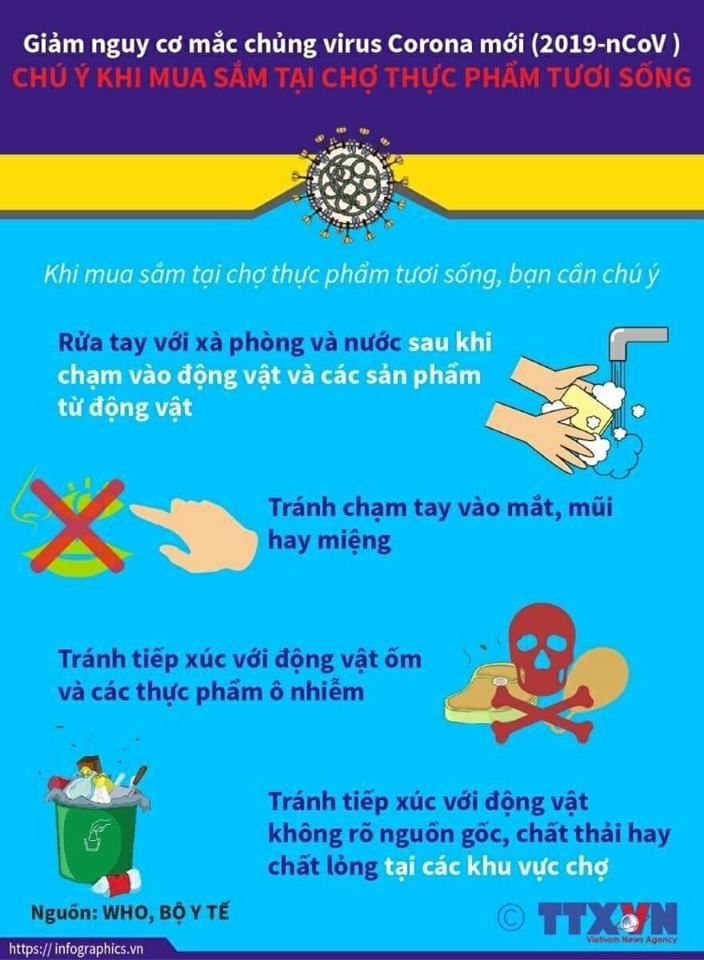 Giảm nguy cơ mắc chủng virus Corona mới (2019-nCoV )
CHÚ Ý KHI MUA SẮM TẠI CHỢ THỰC PHẨM TƯƠI SỐNG
Khi mua sắm tại chợ thực phẩm tươi sống, bạn cần chú ý
Rửa tay với xà phòng và nước sau khi
chạm vào động vật và các sản phẩm
từ động vật
Tránh chạm tay vào mắt, mũi
hay miệng
Tránh tiếp xúc với động vật ốm
và các thực phẩm ô nhiễm
Tránh tiếp xúc với động vật
không rõ nguồn gốc, chất thải hay
chất lỏng tại các khu vực chợ
Nguồn: WHO, BỘ Y TẾ
© TTXVN
Vietnam News Agency
https:// infographics.vn